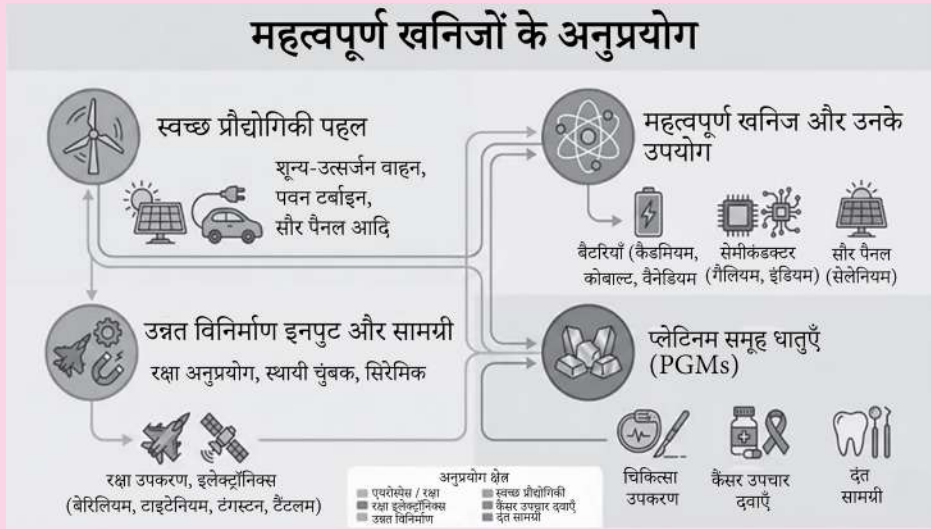 महत्वपूर्ण खनिजों के अनुप्रयोग
स्वच्छ प्रौद्योगिकी पहल
शून्य-उत्सर्जन वाहन,
पवन टर्बाइन,
सौर पैनल आदि
महत्वपूर्ण खनिज और उनके
उपयोग
बैटरियाँ (कैडमियम,
कोबाल्ट, वैनेडियम
सेमीकंडक्टर
(गैलियम, इंडियम)
सौर पैनल
(सेलेनियम)
उन्नत विनिर्माण इनपुट और सामग्री
रक्षा अनुप्रयोग, स्थायी चुंबक, सिरेमिक
रक्षा उपकरण, इलेक्ट्रॉनिक्स
(बेरिलियम, टाइटेनियम, टंगस्टन, टैंटलम)
प्लेटिनम समूह धातुएँ
(PGMs)
चिकित्सा
उपकरण
कैंसर उपचार
दवाएँ
दंत
सामग्री
अनुप्रयोग क्षेत्र
एयरोस्पेस / रक्षा
रक्षा इलेक्ट्रॉनिक्स
उन्नत विनिर्माण
स्वच्छ प्रौद्योगिकी
कैंसर उपचार दवाएँ
दंत सामग्री